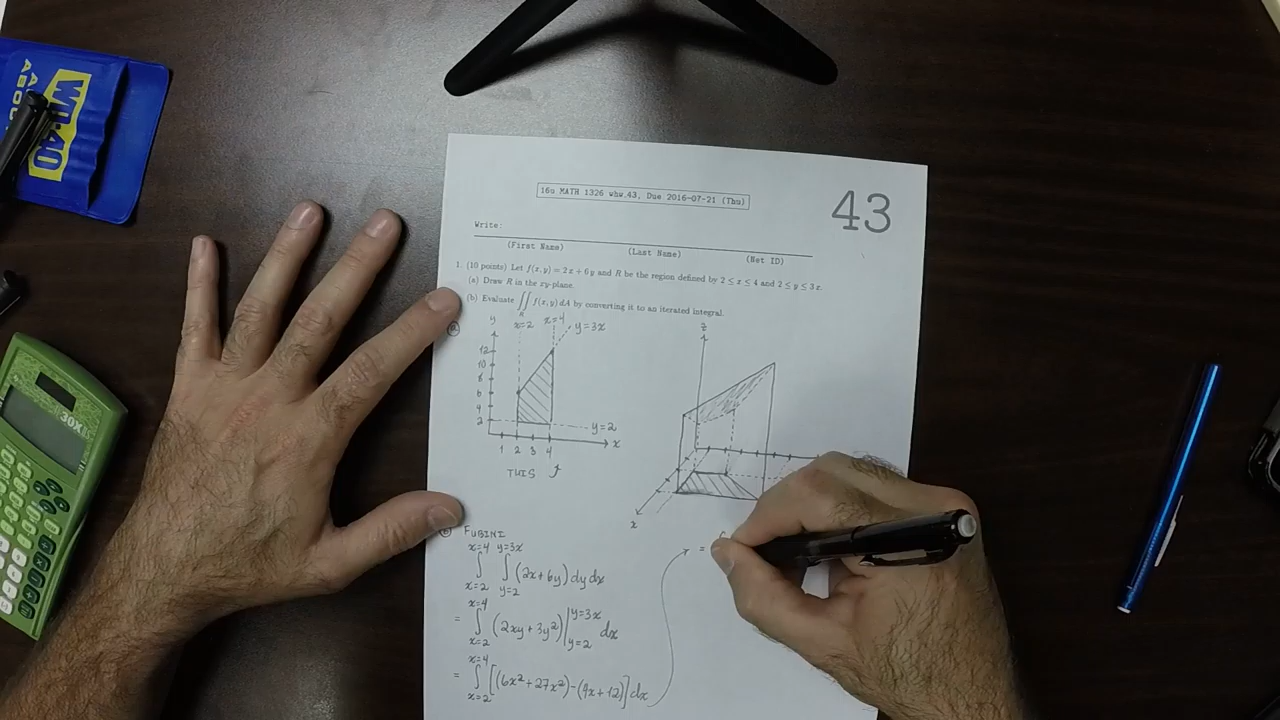 WD-40
30X
16u MATH 1326 whw.43, Due 2016-07-21 (Thu)
43
Write:
(First Name) (Last Name) (Net ID)
1. (10 points) Let f(x, y) = 2x + 6y and R be the region defined by 2 ≤ x ≤ 4 and 2 ≤ y ≤ 3x.
(a) Draw R in the xy-plane.
(b) Evaluate ∬_R f(x, y) dA by converting it to an iterated integral.
a
y
x=2 x=4 y=3x
12
10
8
6
4
2
y=2
x
1 2 3 4
THIS
z
x
b FUBINI
∫_{x=2}^{x=4} ∫_{y=2}^{y=3x} (2x+6y) dy dx
= ∫_{x=2}^{x=4} (2xy + 3y²) |_{y=2}^{y=3x} dx
= ∫_{x=2}^{x=4} [(6x² + 27x²) - (4x + 12)] dx
=